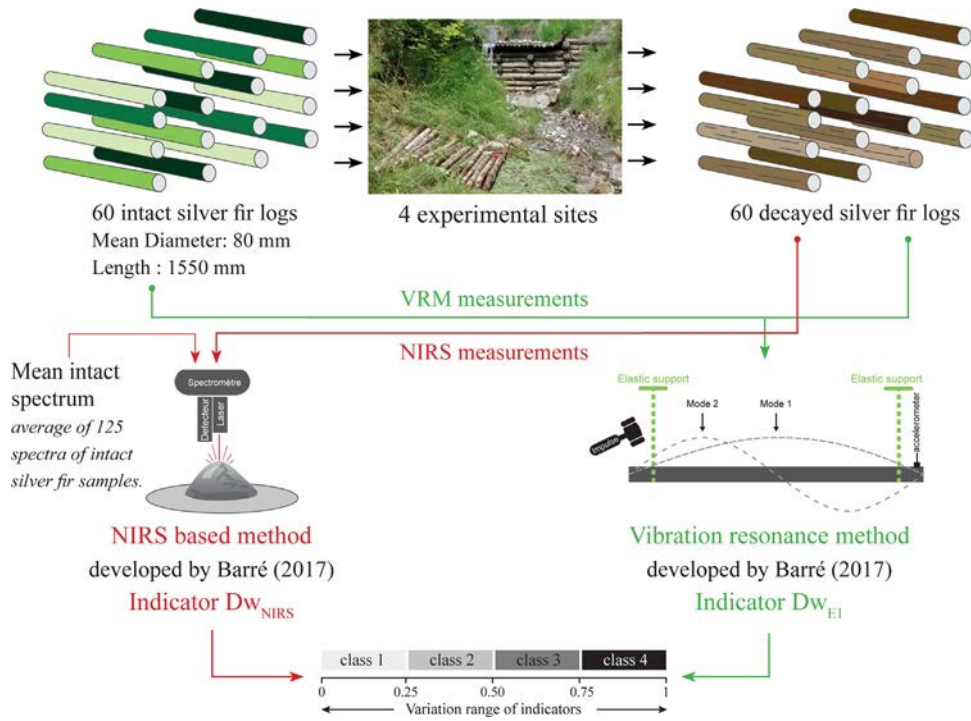 60 intact silver fir logs
Mean Diameter: 80 mm
Length : 1550 mm
4 experimental sites
60 decayed silver fir logs
VRM measurements
NIRS measurements
Mean intact
spectrum
average of 125
spectra of intact
silver fir samples.
Spectromètre
Détecteur
Laser
Elastic support
Elastic support
Mode 2
Mode 1
Impulse
accelerometer
NIRS based method
developed by Barré (2017)
Indicator Dw_NIRS
Vibration resonance method
developed by Barré (2017)
Indicator Dw_E1
class 1
class 2
class 3
class 4
0 0.25 0.50 0.75 1
Variation range of indicators